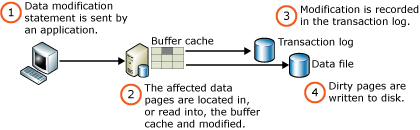 1 Data modification
statement is sent by
an application.
Buffer cache
3 Modification is recorded
in the transaction log.
Transaction log
Data file
2 The affected data
pages are located in,
or read into, the buffer
cache and modified.
4 Dirty pages are
written to disk.